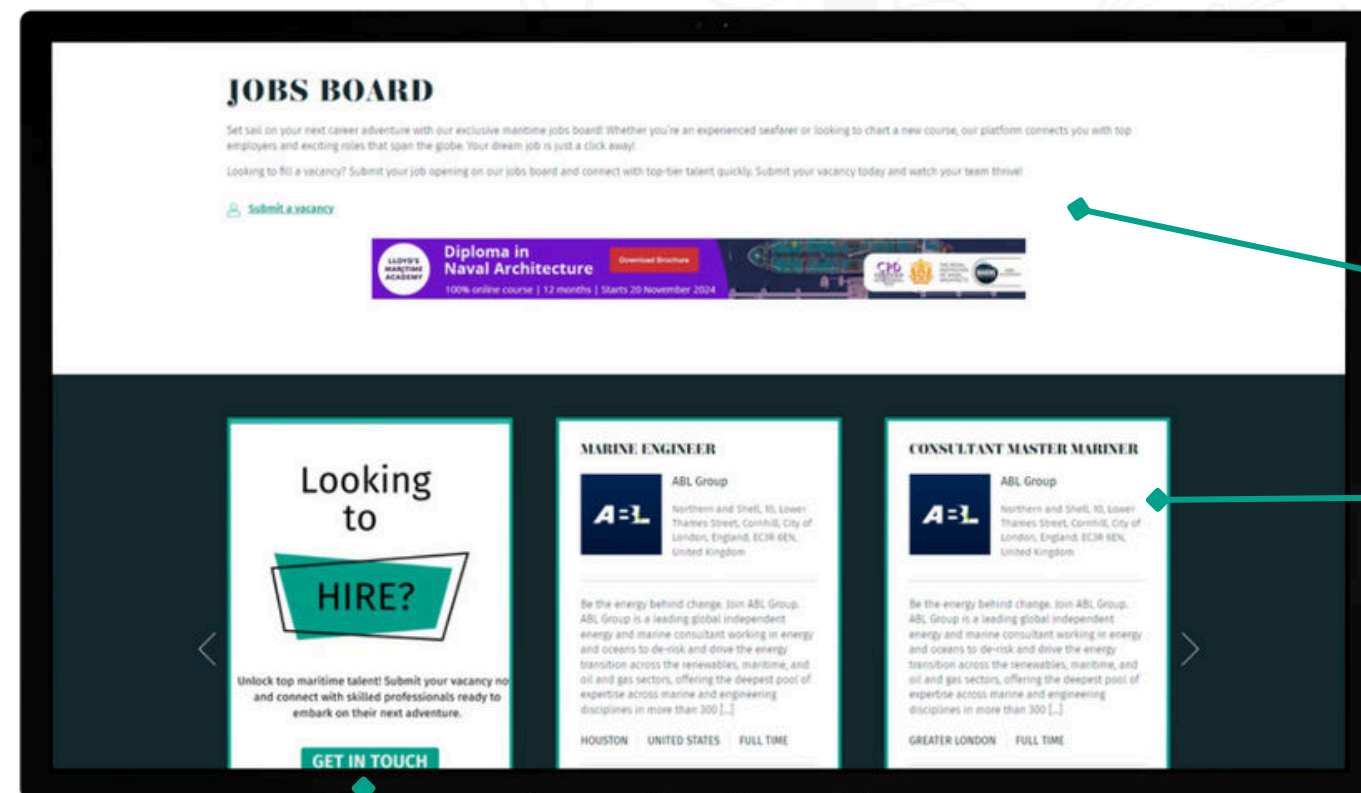 JOBS BOARD
Set sail on your next career adventure with our exclusive maritime jobs board! Whether you're an experienced seafarer or looking to chart a new course, our platform connects you with top
employers and exciting roles that span the globe. Your dream job is just a click away!
Looking to fill a vacancy? Submit your job opening on our jobs board and connect with top-tier talent quickly. Submit your vacancy today and watch your team thrive!
Submit a vacancy
LLOYD'S
MARITIME
ACADEMY
Diploma in
Naval Architecture
100% online course | 12 months | Starts 20 November 2024
Download Brochure
CPD
THE ROYAL
INSTITUTION
OF NAVAL
ARCHITECTS
Looking
to
HIRE?
Unlock top maritime talent! Submit your vacancy no
and connect with skilled professionals ready to
embark on their next adventure.
GET IN TOUCH
MARINE ENGINEER
ABL
ABL Group
Northern and Shell, 10, Lower
Thames Street, Cornhill, City of
London, England, EC3R 6EN,
United Kingdom
Be the energy behind change. Join ABL Group.
ABL Group is a leading global independent
energy and marine consultant working in energy
and oceans to de-risk and drive the energy
transition across the renewables, maritime, and
oil and gas sectors, offering the deepest pool of
expertise across marine and engineering
disciplines in more than 300 [...]
HOUSTON UNITED STATES FULL TIME
CONSULTANT MASTER MARINER
ABL
ABL Group
Northern and Shell, 10, Lower
Thames Street, Cornhill, City of
London, England, EC3R 6EN,
United Kingdom
Be the energy behind change. Join ABL Group.
ABL Group is a leading global independent
energy and marine consultant working in energy
and oceans to de-risk and drive the energy
transition across the renewables, maritime, and
oil and gas sectors, offering the deepest pool of
expertise across marine and engineering
disciplines in more than 300 [...]
GREATER LONDON FULL TIME